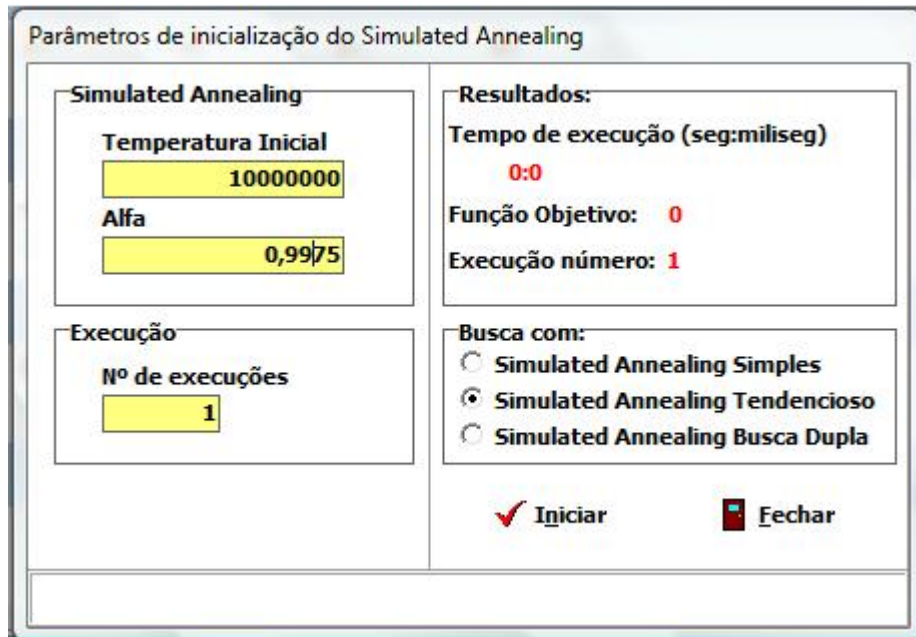 Parâmetros de inicialização do Simulated Annealing
Simulated Annealing
Temperatura Inicial
10000000
Alfa
0,9975
Execução
Nº de execuções
1
Resultados:
Tempo de execução (seg:miliseg)
0:0
Função Objetivo: 0
Execução número: 1
Busca com:
Simulated Annealing Simples
Simulated Annealing Tendencioso
Simulated Annealing Busca Dupla
Iniciar
Fechar